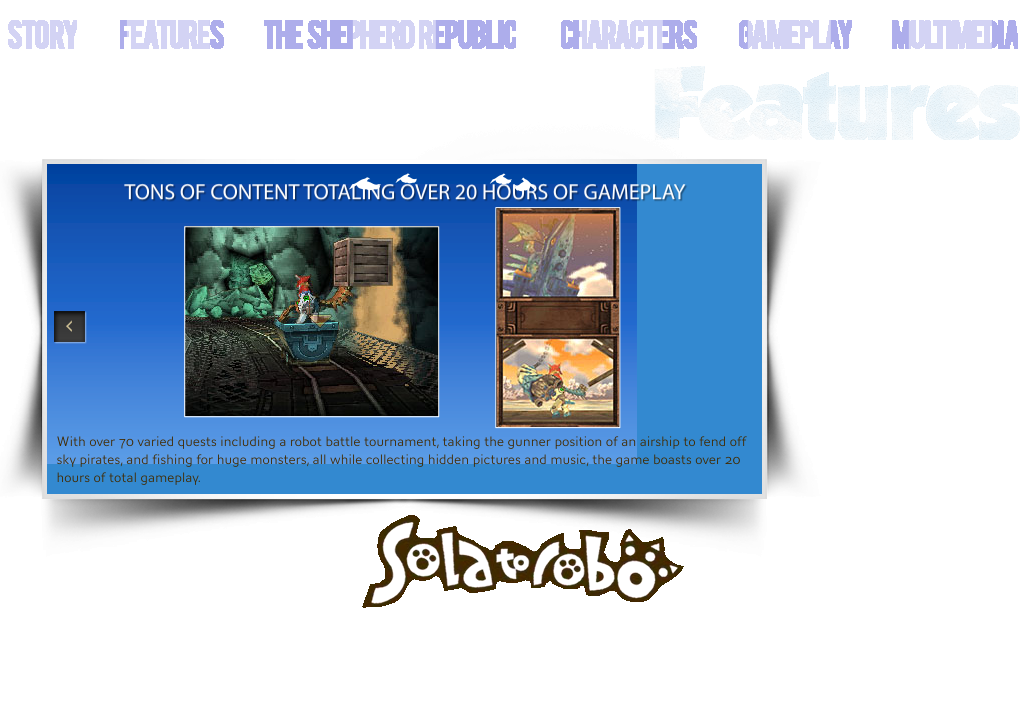 STORY FEATURES THE SHEPHERD REPUBLIC CHARACTERS GAMEPLAY MULTIMEDIA
Features
TONS OF CONTENT TOTALING OVER 20 HOURS OF GAMEPLAY
With over 70 varied quests including a robot battle tournament, taking the gunner position of an airship to fend off
sky pirates, and fishing for huge monsters, all while collecting hidden pictures and music, the game boasts over 20
hours of total gameplay.
Solatorobo